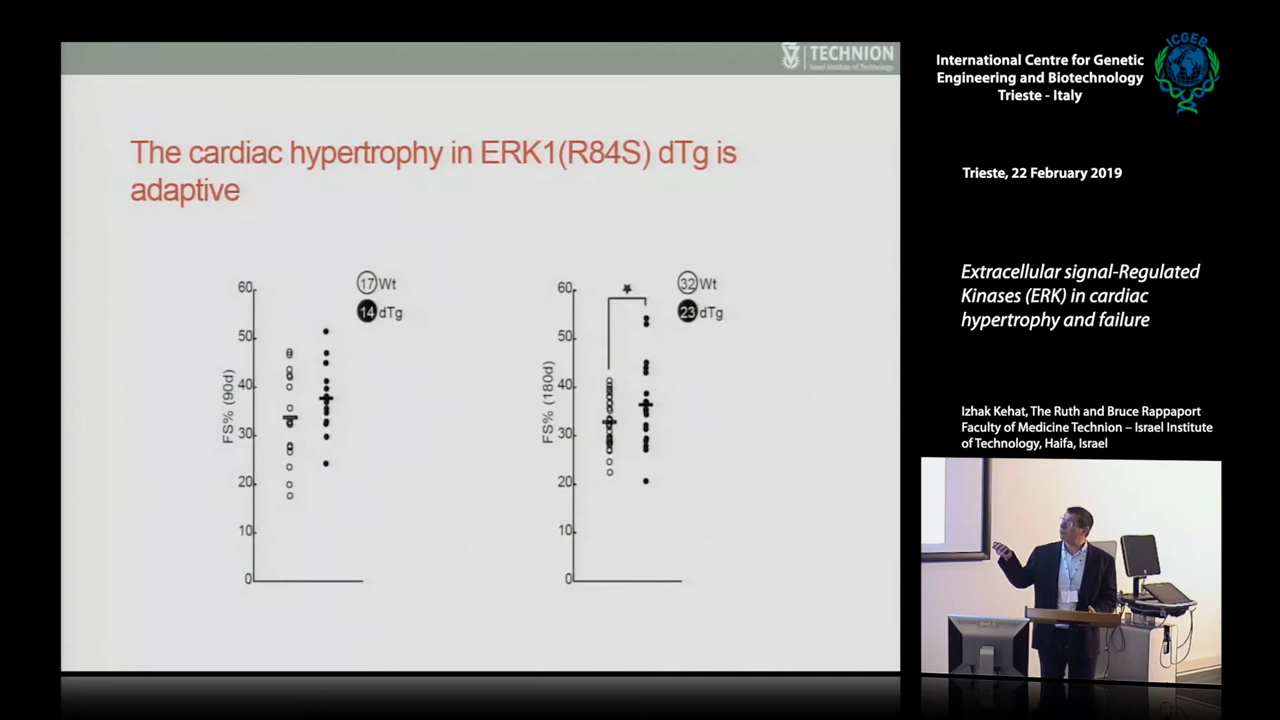 TECHNION
Israel Institute of Technology
The cardiac hypertrophy in ERK1(R84S) dTg is
adaptive
60
50
40
30
20
10
0
FS% (90d)
17 Wt
14 dTg
60
50
40
30
20
10
0
FS% (180d)
32 Wt
23 dTg
ICGEB
International Centre for Genetic
Engineering and Biotechnology
Trieste - Italy
Trieste, 22 February 2019
Extracellular signal-Regulated
Kinases (ERK) in cardiac
hypertrophy and failure
Izhak Kehat, The Ruth and Bruce Rappaport
Faculty of Medicine Technion – Israel Institute
of Technology, Haifa, Israel